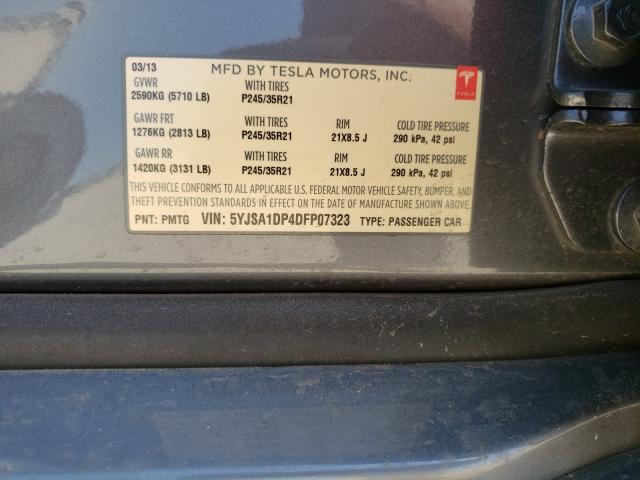 03/13 MFD BY TESLA MOTORS, INC.
GVWR WITH TIRES
2590KG (5710 LB) P245/35R21
GAWR FRT WITH TIRES RIM COLD TIRE PRESSURE
1276KG (2813 LB) P245/35R21 21X8.5 J 290 kPa, 42 psi
GAWR RR WITH TIRES RIM COLD TIRE PRESSURE
1420KG (3131 LB) P245/35R21 21X8.5 J 290 kPa, 42 psi
THIS VEHICLE CONFORMS TO ALL APPLICABLE U.S. FEDERAL MOTOR VEHICLE SAFETY, BUMPER, AND
THEFT PREVENTION STANDARDS IN EFFECT ON THE DATE OF MANUFACTURE SHOWN ABOVE.
PNT: PMTG VIN: 5YJSA1DP4DFP07323 TYPE: PASSENGER CAR
TESLA